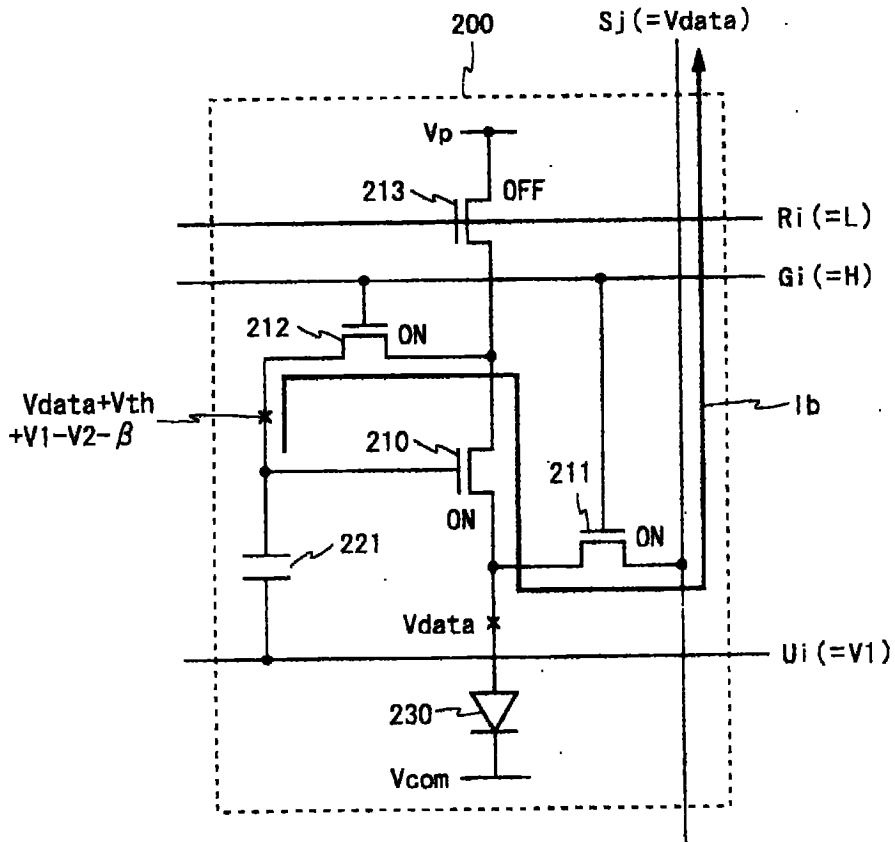 200
Sj(=Vdata)
Vp
213
OFF
Ri(=L)
Gi(=H)
212
ON
Vdata+Vth
+V1-V2-β
Ib
210
211
ON
ON
221
Vdata
Ui(=V1)
230
Vcom